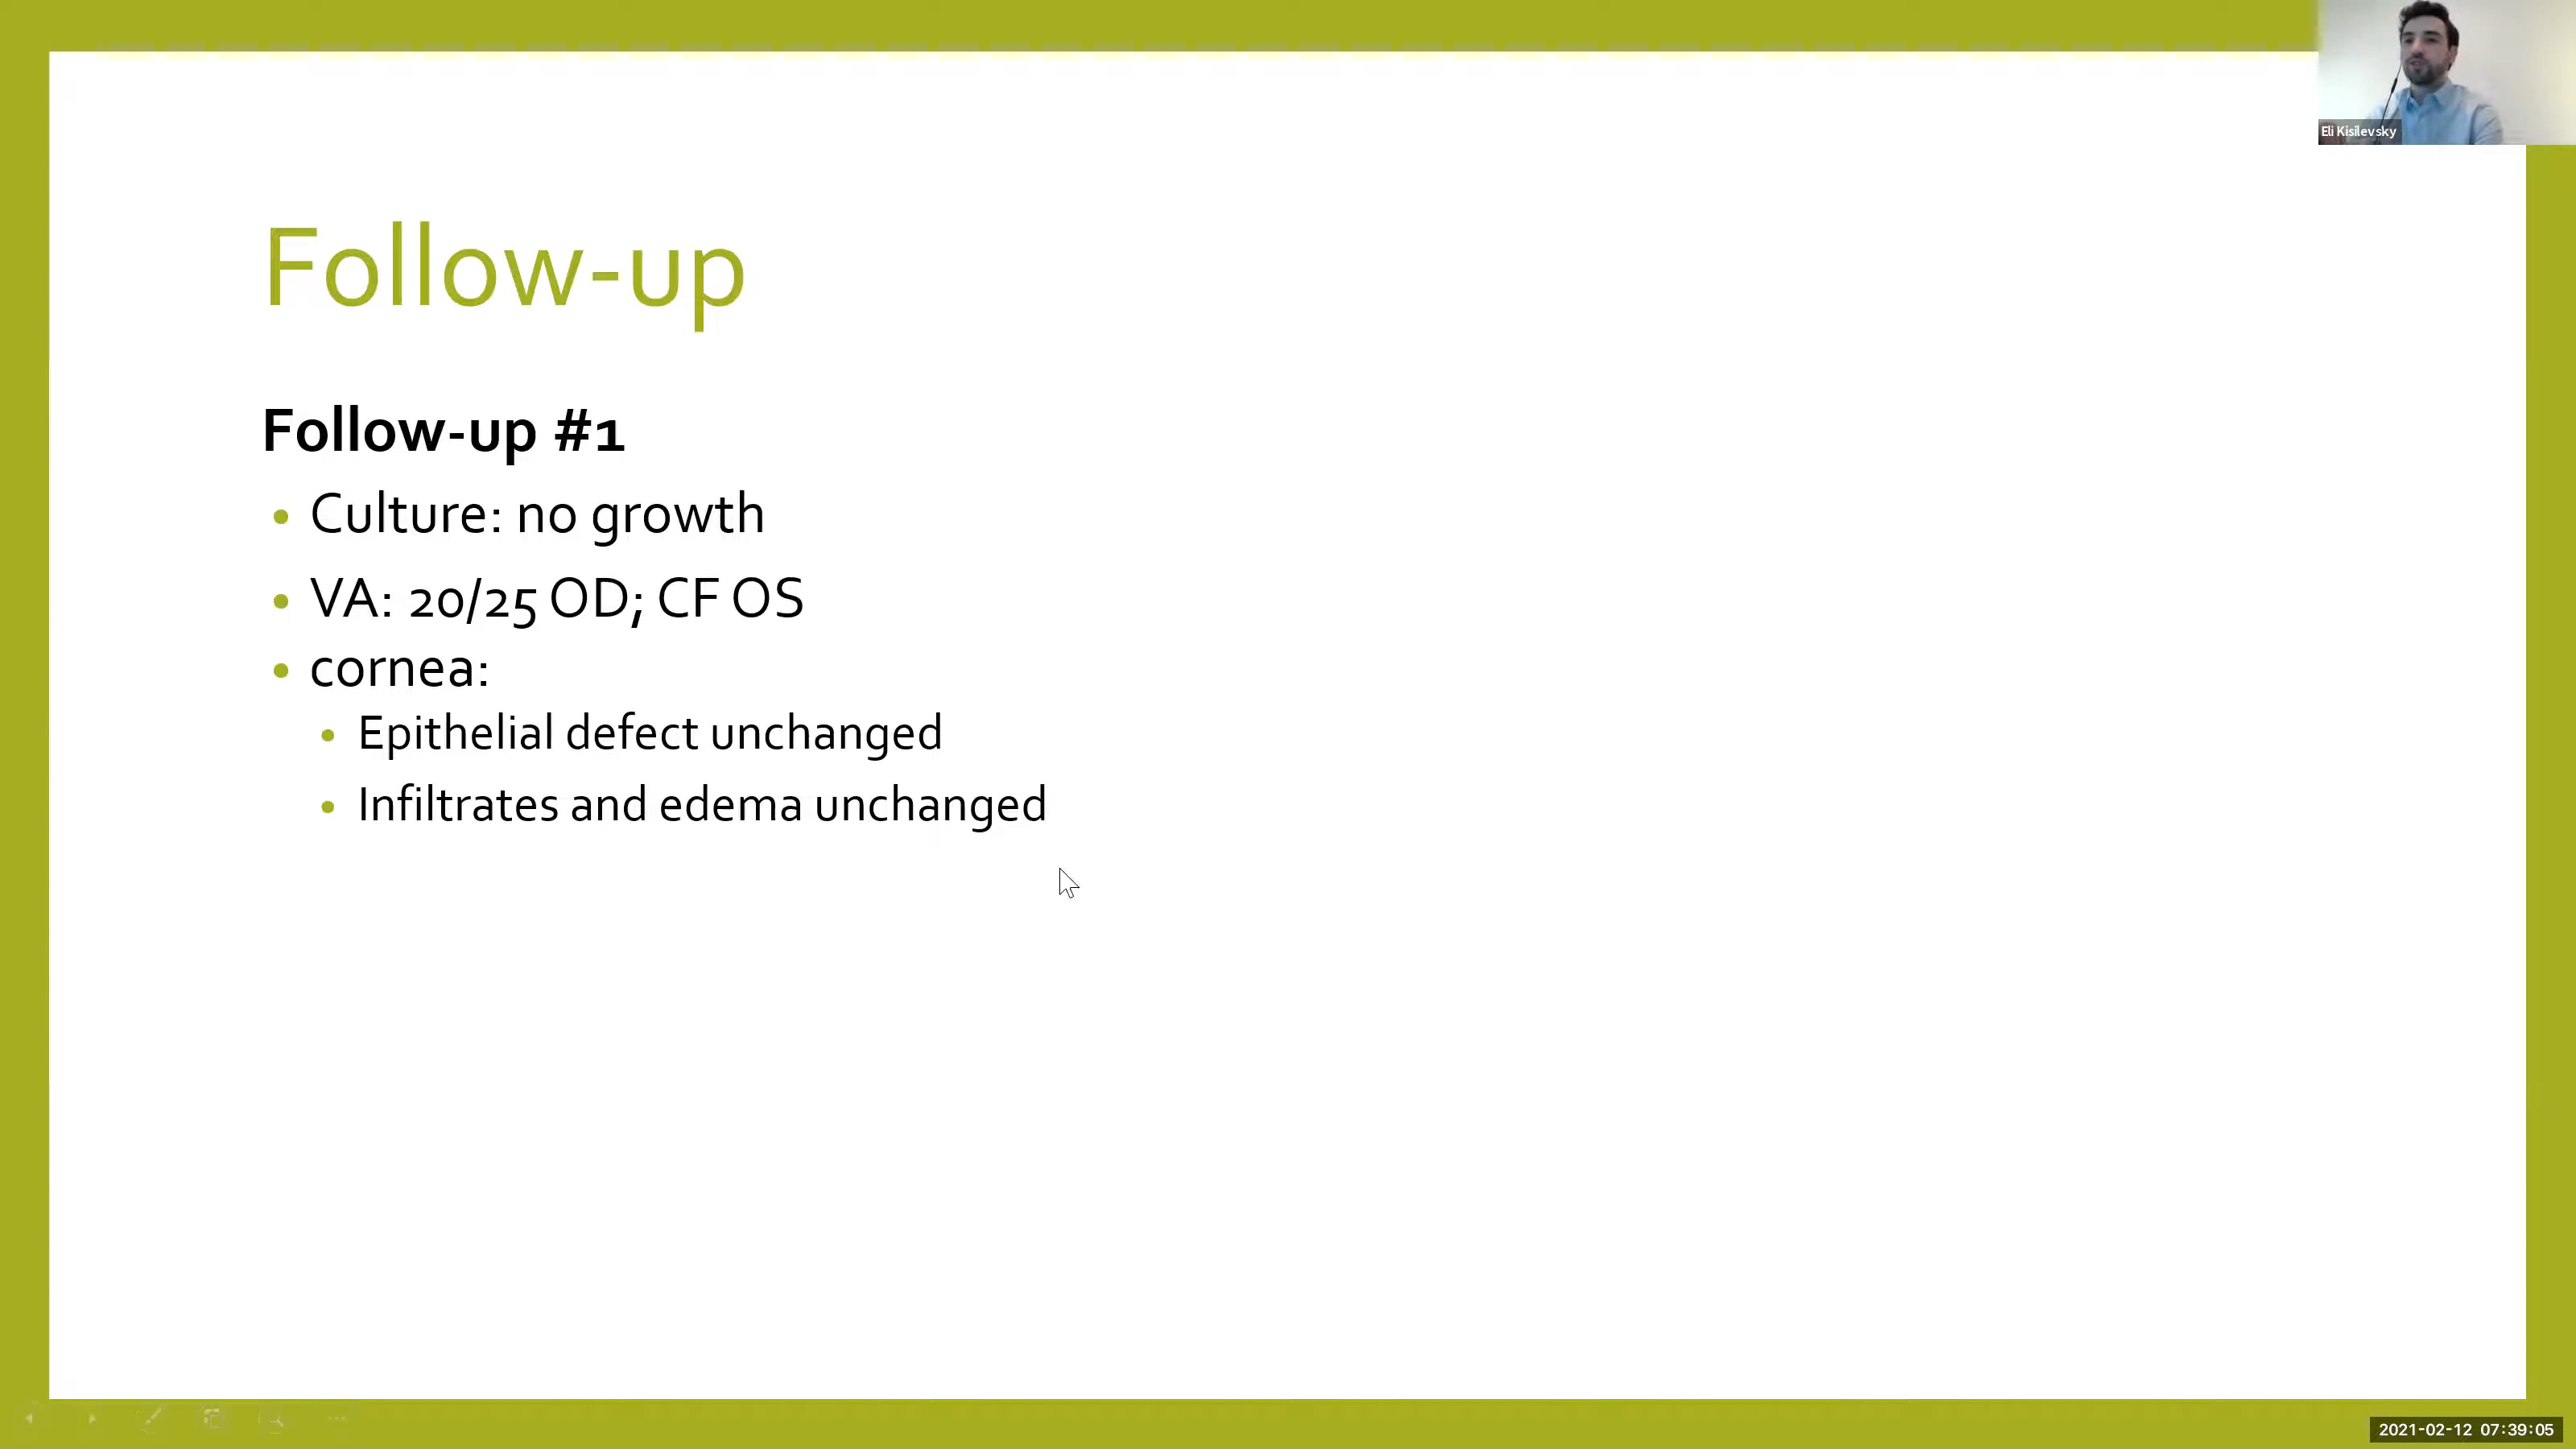 Eli Kisilevsky
Follow-up
Follow-up #1
• Culture: no growth
• VA: 20/25 OD; CF OS
• cornea:
• Epithelial defect unchanged
• Infiltrates and edema unchanged
2021-02-12 07:39:05